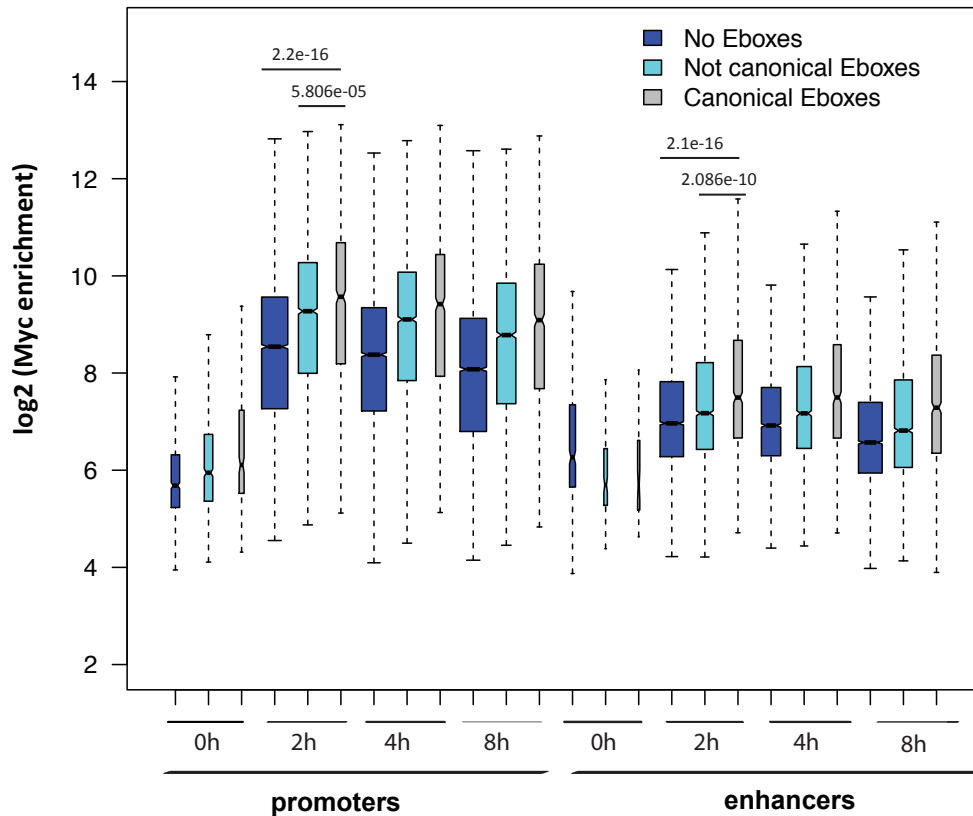 No Eboxes
Not canonical Eboxes
Canonical Eboxes
2.2e-16
5.806e-05
2.1e-16
2.086e-10
log2 (Myc enrichment)
14
12
10
8
6
4
2
0h 2h 4h 8h 0h 2h 4h 8h
promoters enhancers